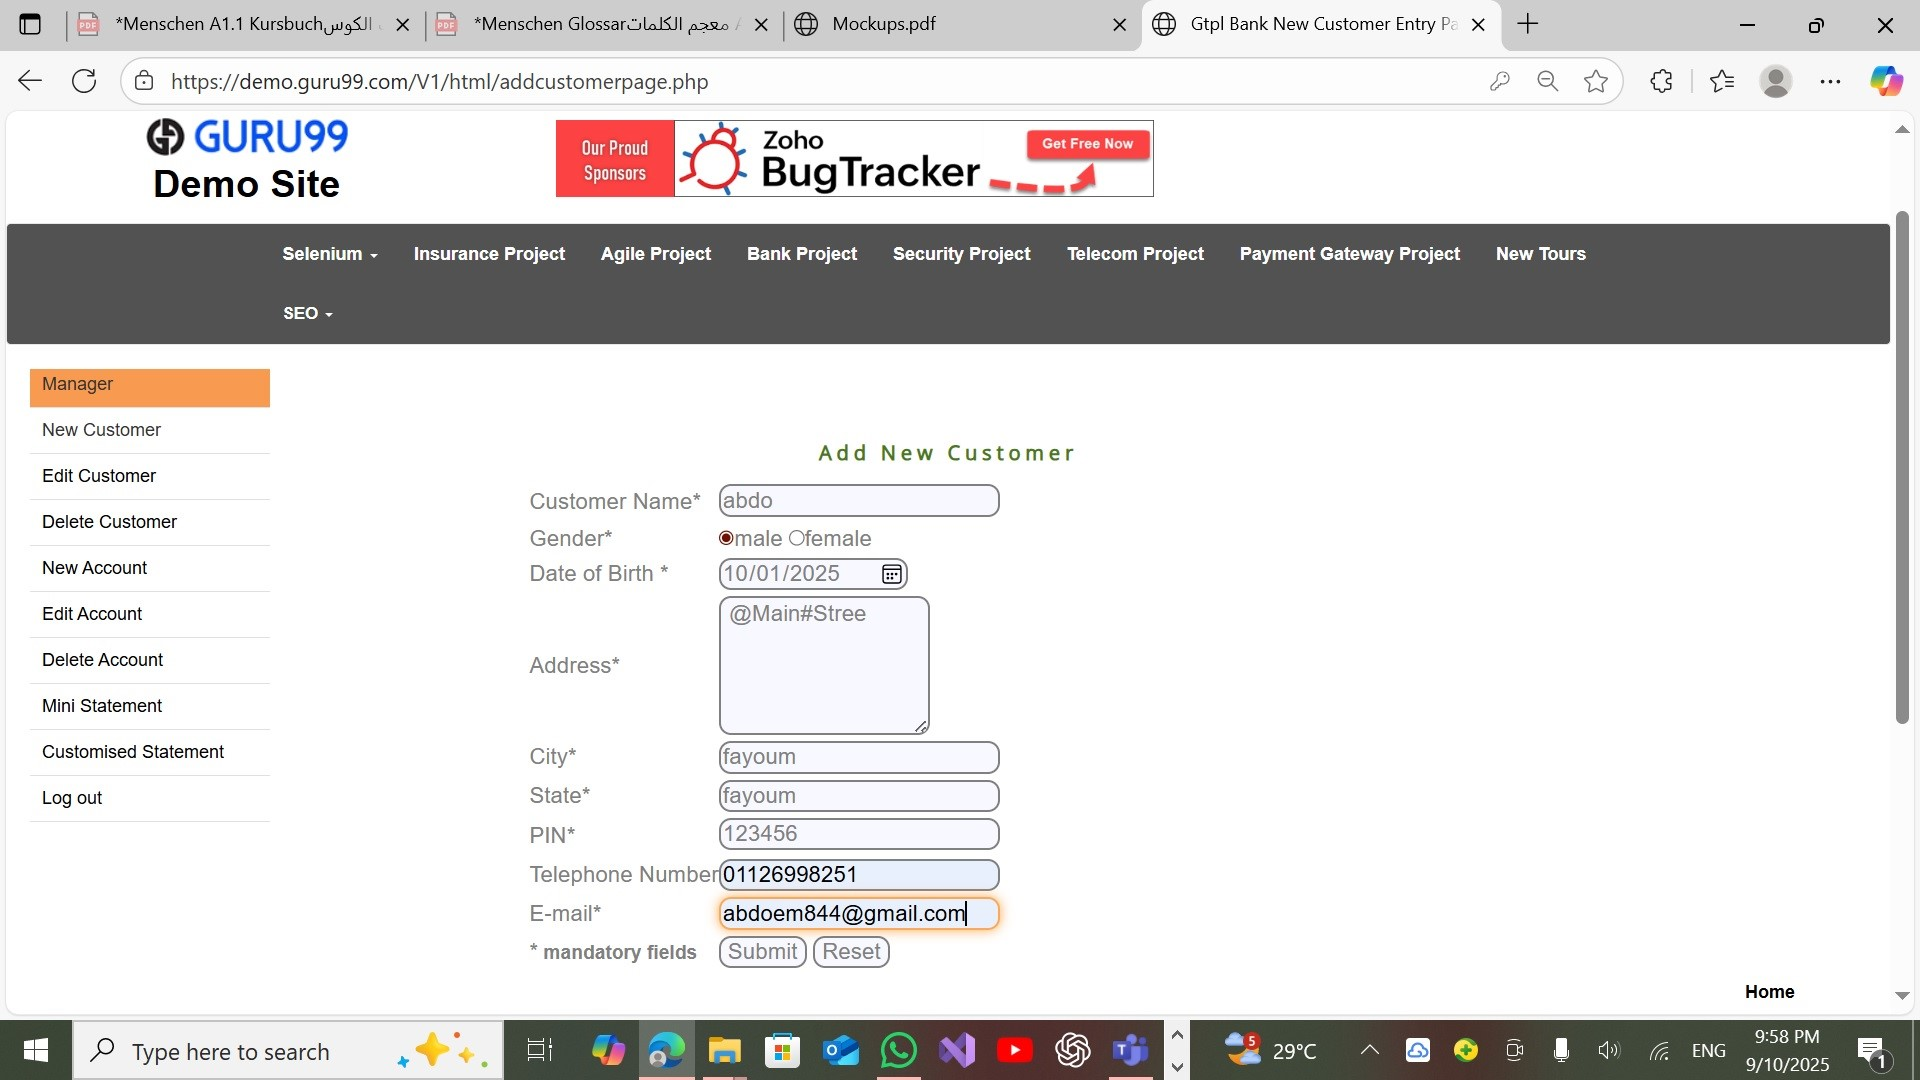 *Menschen A1.1 Kursbuchالكوس
*Menschen Glossarمعجم الكلمات
Mockups.pdf
Gtpl Bank New Customer Entry Pa
https://demo.guru99.com/V1/html/addcustomerpage.php
GURU99
Demo Site
Our Proud
Sponsors
Zoho
BugTracker
Get Free Now
Selenium
Insurance Project
Agile Project
Bank Project
Security Project
Telecom Project
Payment Gateway Project
New Tours
SEO
Manager
New Customer
Edit Customer
Delete Customer
New Account
Edit Account
Delete Account
Mini Statement
Customised Statement
Log out
Add New Customer
Customer Name* abdo
Gender* male female
Date of Birth * 10/01/2025
Address* @Main#Stree
City* fayoum
State* fayoum
PIN* 123456
Telephone Number 01126998251
E-mail* abdoem844@gmail.com
* mandatory fields Submit Reset
Home
Type here to search
5
29°C
ENG
9:58 PM
9/10/2025
1